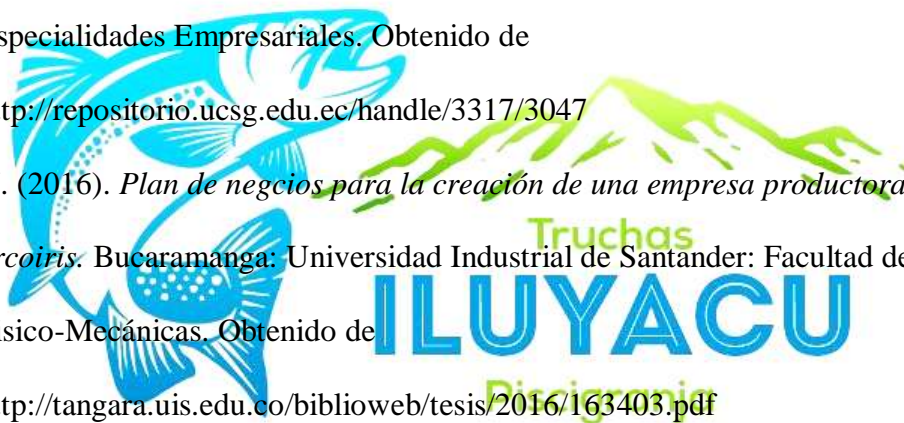 specialidades Empresariales. Obtenido de
tp://repositorio.ucsg.edu.ec/handle/3317/3047
. (2016). Plan de negcios para la creación de una empresa productora
rcoiris. Bucaramanga: Universidad Industrial de Santander: Facultad de
Truchas
sico-Mecánicas. Obtenido de
ILUYACU
tp://tangara.uis.edu.co/biblioweb/tesis/2016/163403.pdf
Piscigranja